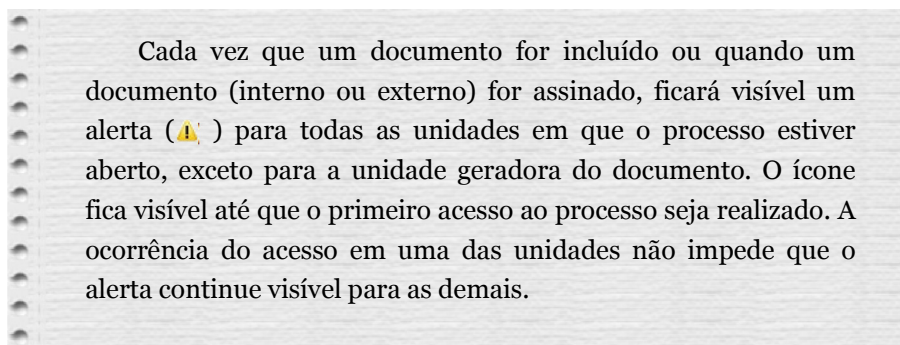 Cada vez que um documento for incluído ou quando um
documento (interno ou externo) for assinado, ficará visível um
alerta ( ) para todas as unidades em que o processo estiver
aberto, exceto para a unidade geradora do documento. O ícone
fica visível até que o primeiro acesso ao processo seja realizado. A
ocorrência do acesso em uma das unidades não impede que o
alerta continue visível para as demais.